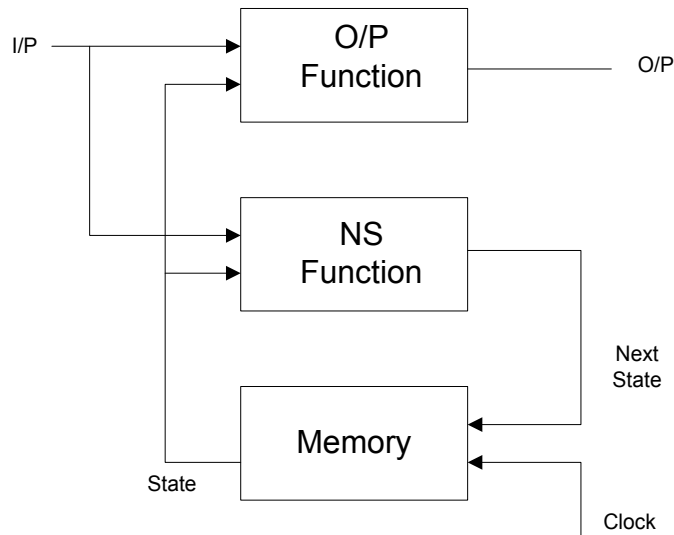 I/P
O/P
Function
O/P
NS
Function
Next
State
Memory
State
Clock